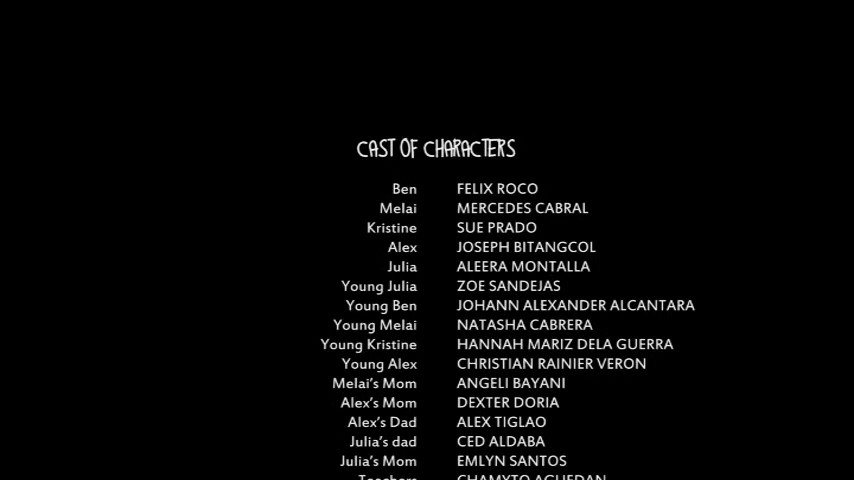 CAST OF CHARACTERS
Ben FELIX ROCO
Melai MERCEDES CABRAL
Kristine SUE PRADO
Alex JOSEPH BITANGCOL
Julia ALEERA MONTALLA
Young Julia ZOE SANDEJAS
Young Ben JOHANN ALEXANDER ALCANTARA
Young Melai NATASHA CABRERA
Young Kristine HANNAH MARIZ DELA GUERRA
Young Alex CHRISTIAN RAINIER VERON
Melai's Mom ANGELI BAYANI
Alex's Mom DEXTER DORIA
Alex's Dad ALEX TIGLAO
Julia's dad CED ALDABA
Julia's Mom EMLYN SANTOS